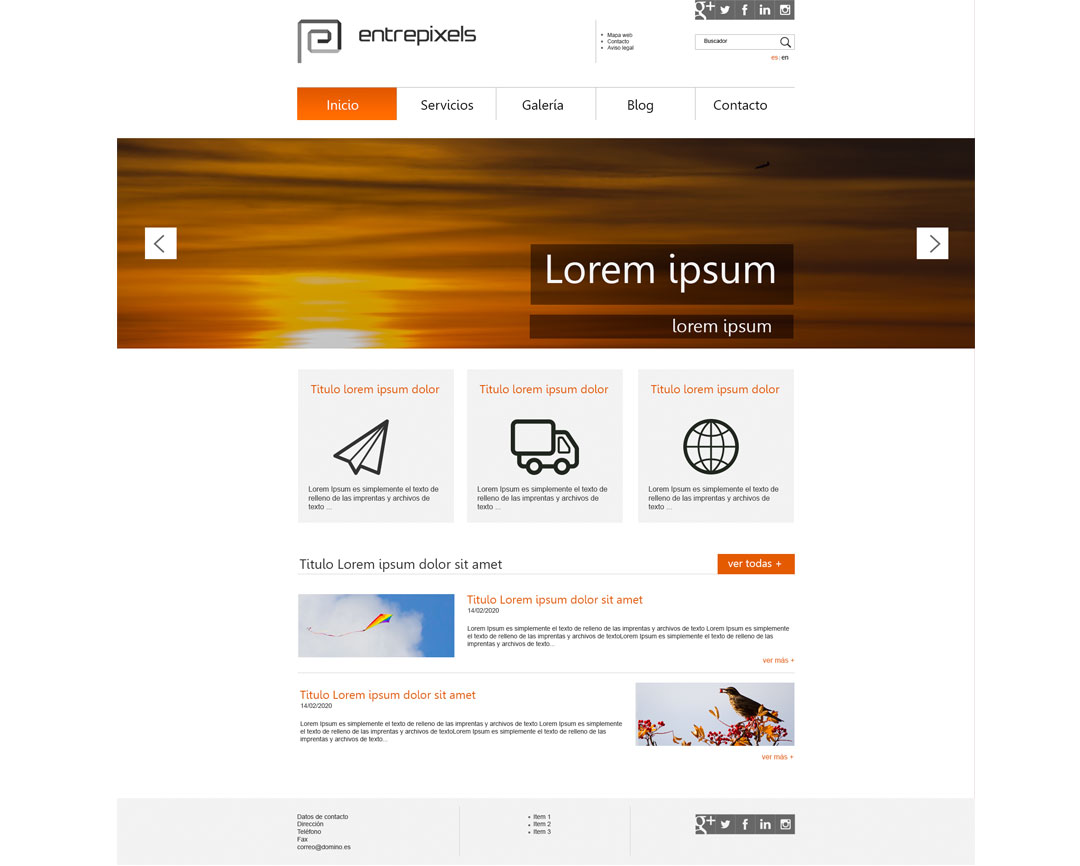 entrepixels
g+
Mapa web
Contacto
Aviso legal
Buscador
es en
Inicio Servicios Galería Blog Contacto
Lorem ipsum
lorem ipsum
Titulo lorem ipsum dolor
Lorem Ipsum es simplemente el texto de
relleno de las imprentas y archivos de
texto ...
Titulo lorem ipsum dolor
Lorem Ipsum es simplemente el texto de
relleno de las imprentas y archivos de
texto ...
Titulo lorem ipsum dolor
Lorem Ipsum es simplemente el texto de
relleno de las imprentas y archivos de
texto ...
Titulo Lorem ipsum dolor sit amet
ver todas +
Titulo Lorem ipsum dolor sit amet
14/02/2020
Lorem Ipsum es simplemente el texto de relleno de las imprentas y archivos de texto Lorem Ipsum es simplemente
el texto de relleno de las imprentas y archivos de textoLorem Ipsum es simplemente el texto de relleno de las
imprentas y archivos de texto...
ver más +
Titulo Lorem ipsum dolor sit amet
14/02/2020
Lorem Ipsum es simplemente el texto de relleno de las imprentas y archivos de texto Lorem Ipsum es simplemente
el texto de relleno de las imprentas y archivos de textoLorem Ipsum es simplemente el texto de relleno de las
imprentas y archivos de texto...
ver más +
Datos de contacto
Dirección
Teléfono
Fax
correo@domino.es
Item 1
Item 2
Item 3
g+